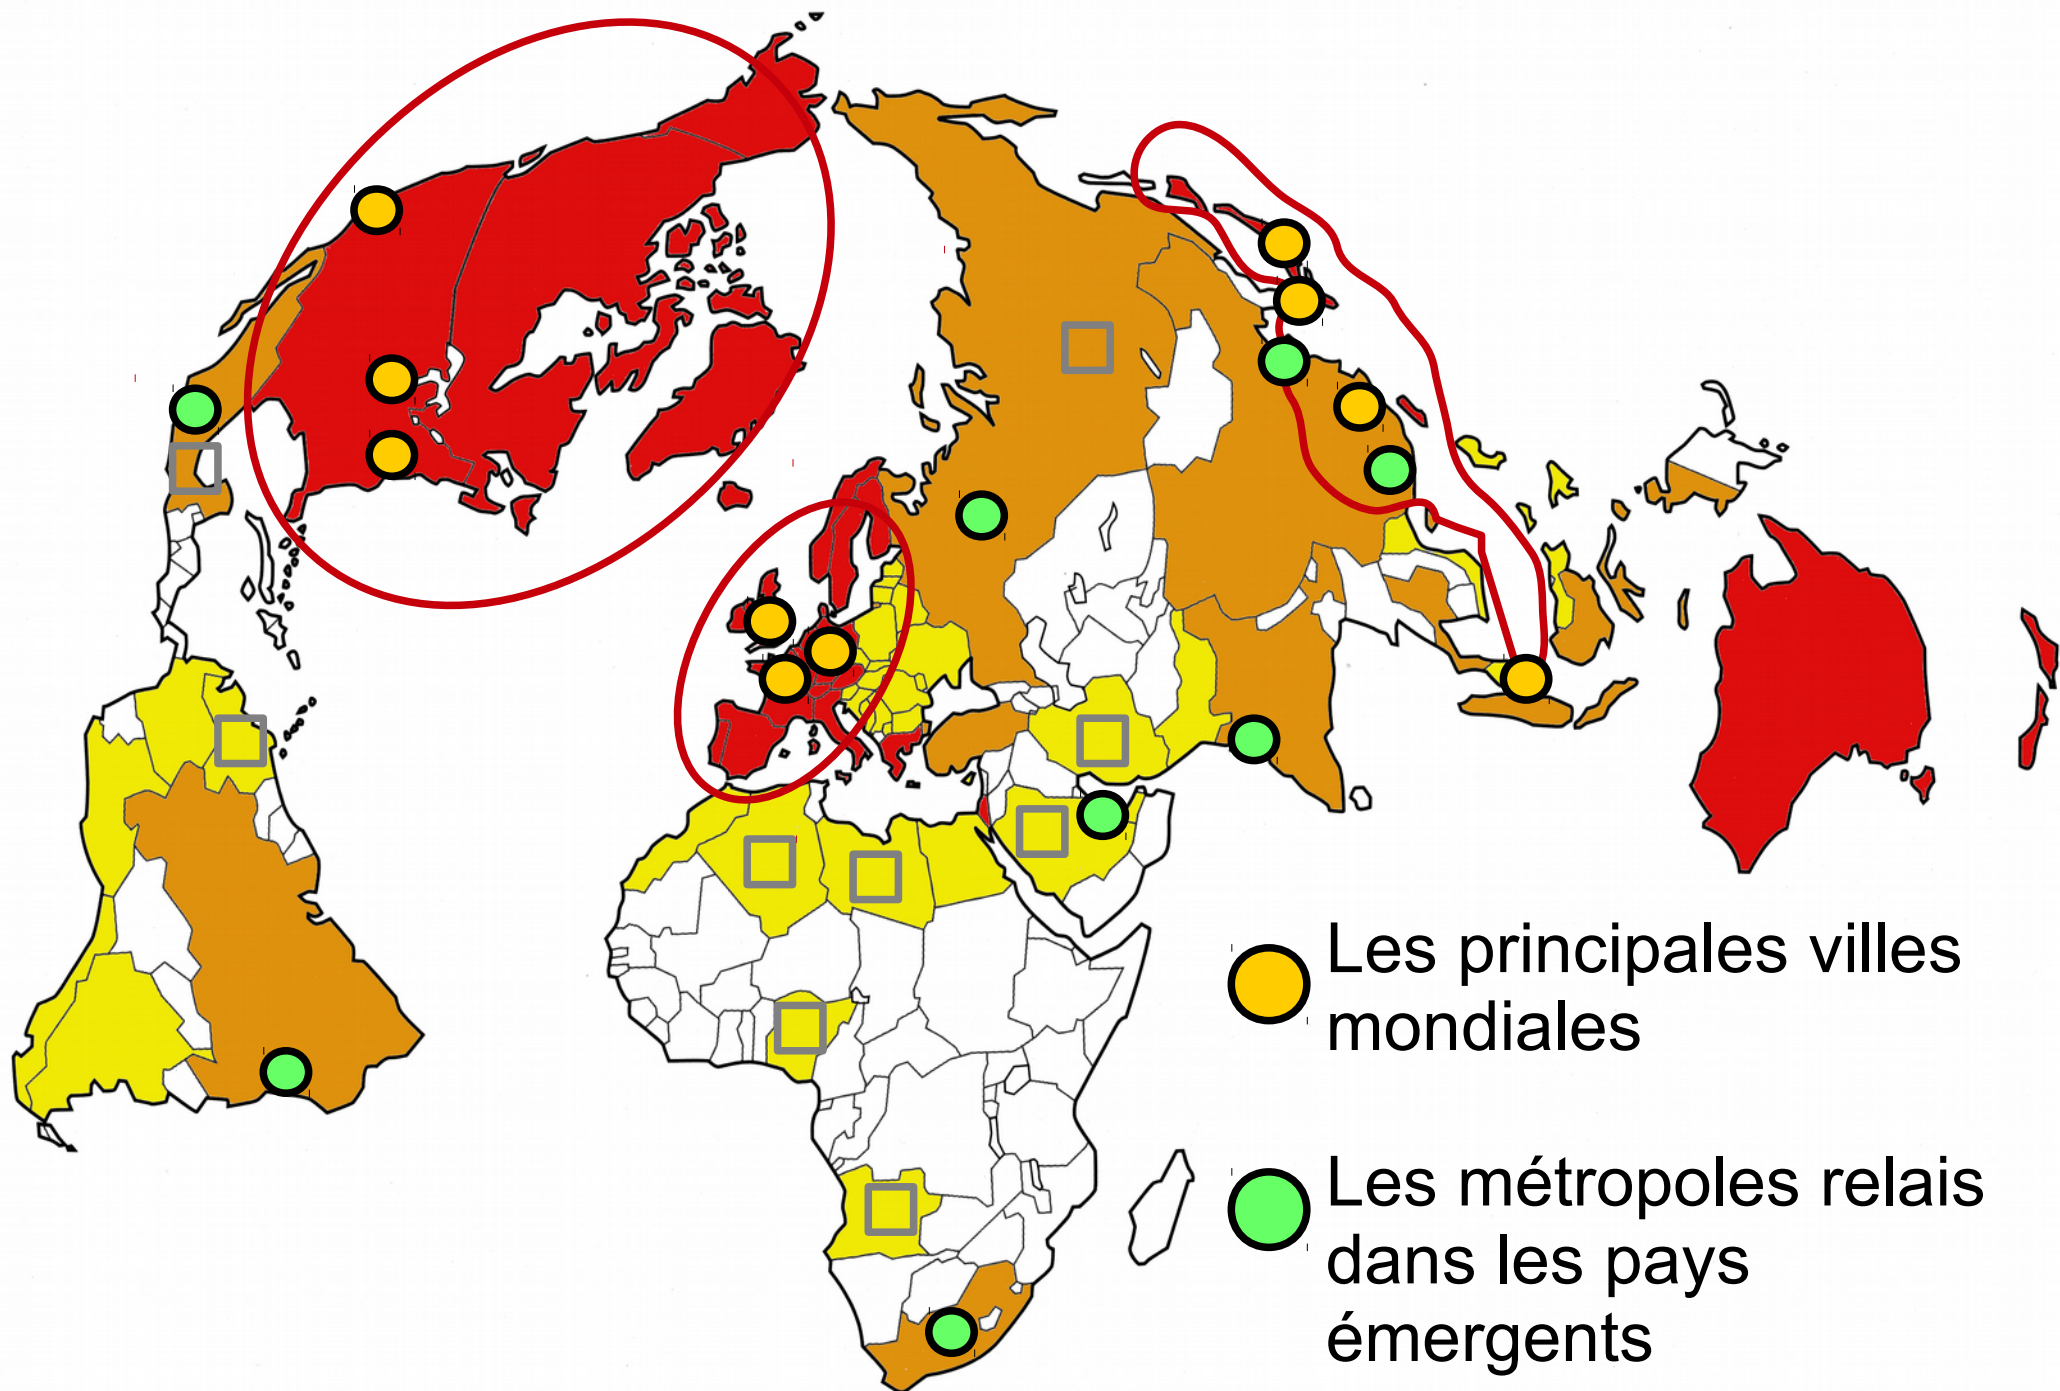 Les principales villes
mondiales
Les métropoles relais
dans les pays
émergents